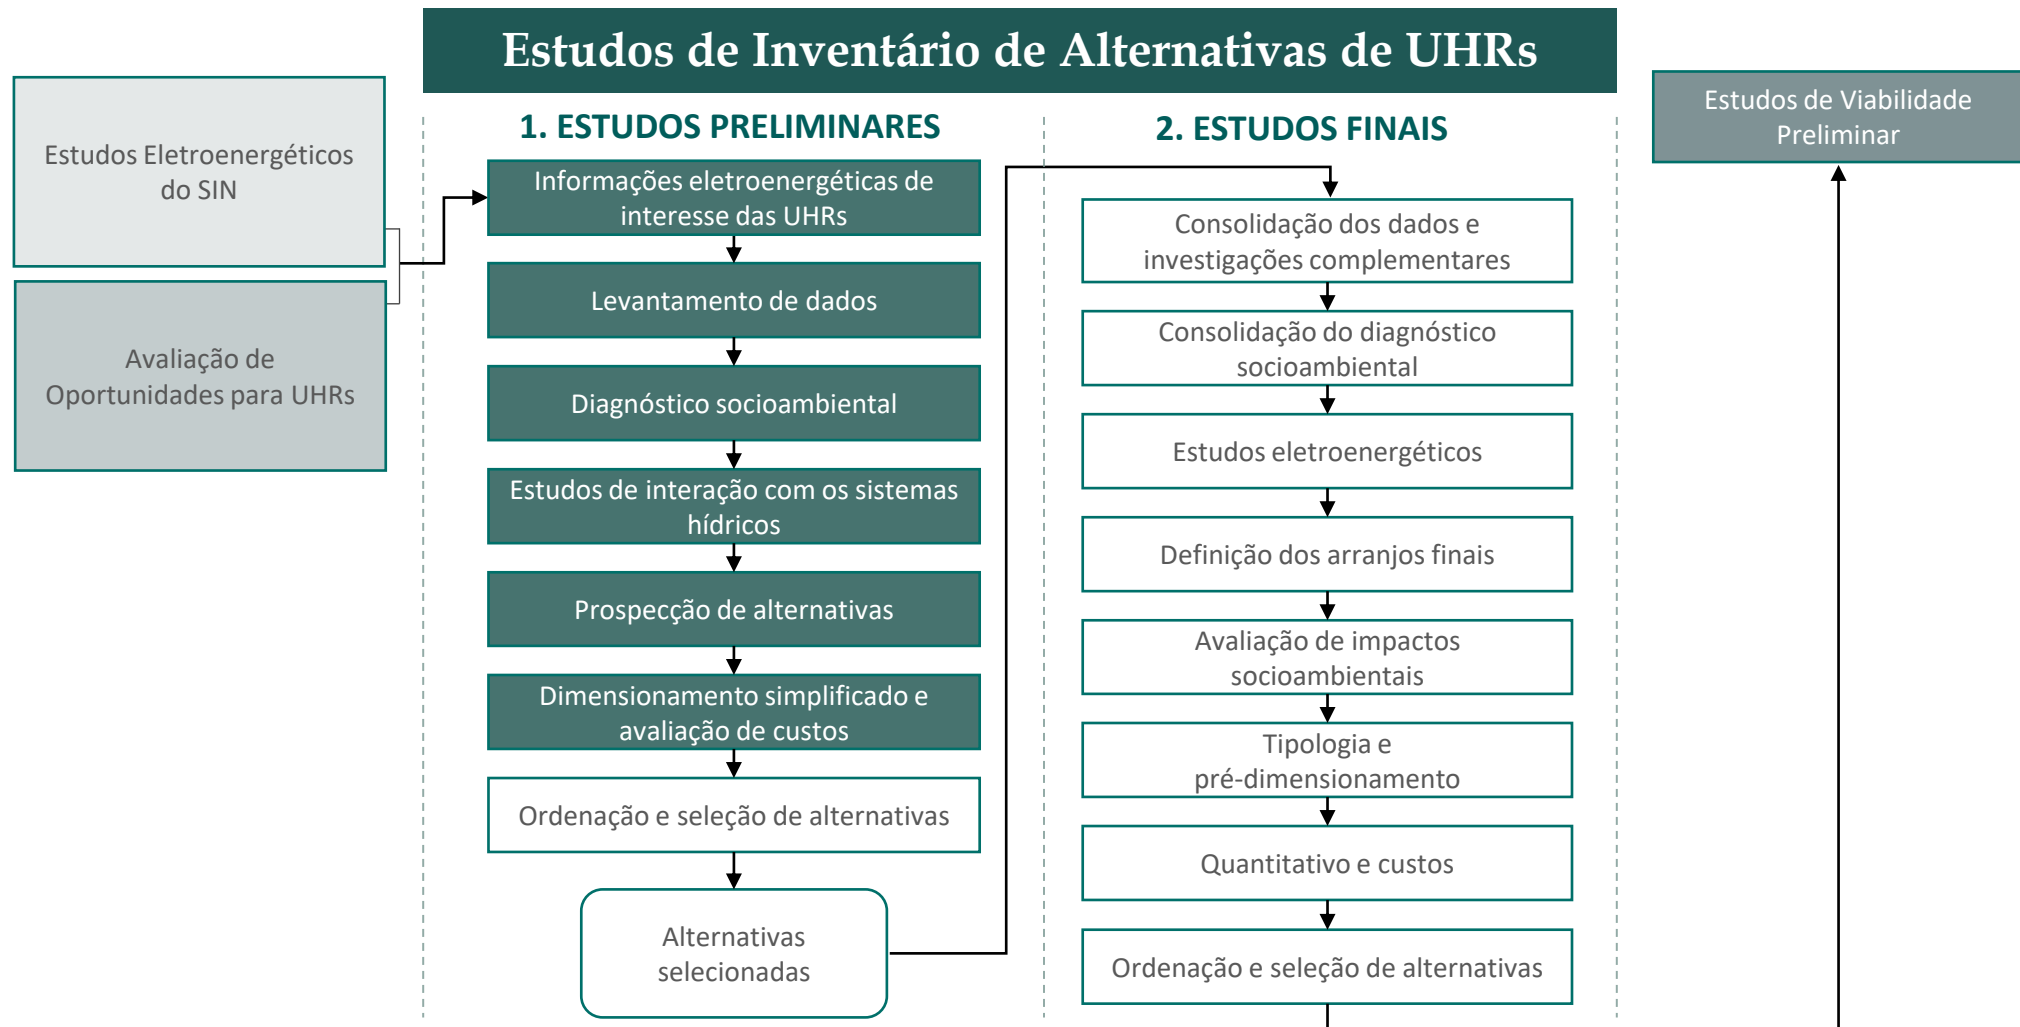 Estudos de Inventário de Alternativas de UHRs
Estudos Eletroenergéticos
do SIN
Avaliação de
Oportunidades para UHRs
1. ESTUDOS PRELIMINARES
Informações eletroenergéticas de
interesse das UHRs
Levantamento de dados
Diagnóstico socioambiental
Estudos de interação com os sistemas
hídricos
Prospecção de alternativas
Dimensionamento simplificado e
avaliação de custos
Ordenação e seleção de alternativas
Alternativas
selecionadas
2. ESTUDOS FINAIS
Consolidação dos dados e
investigações complementares
Consolidação do diagnóstico
socioambiental
Estudos eletroenergéticos
Definição dos arranjos finais
Avaliação de impactos
socioambientais
Tipologia e
pré-dimensionamento
Quantitativo e custos
Ordenação e seleção de alternativas
Estudos de Viabilidade
Preliminar